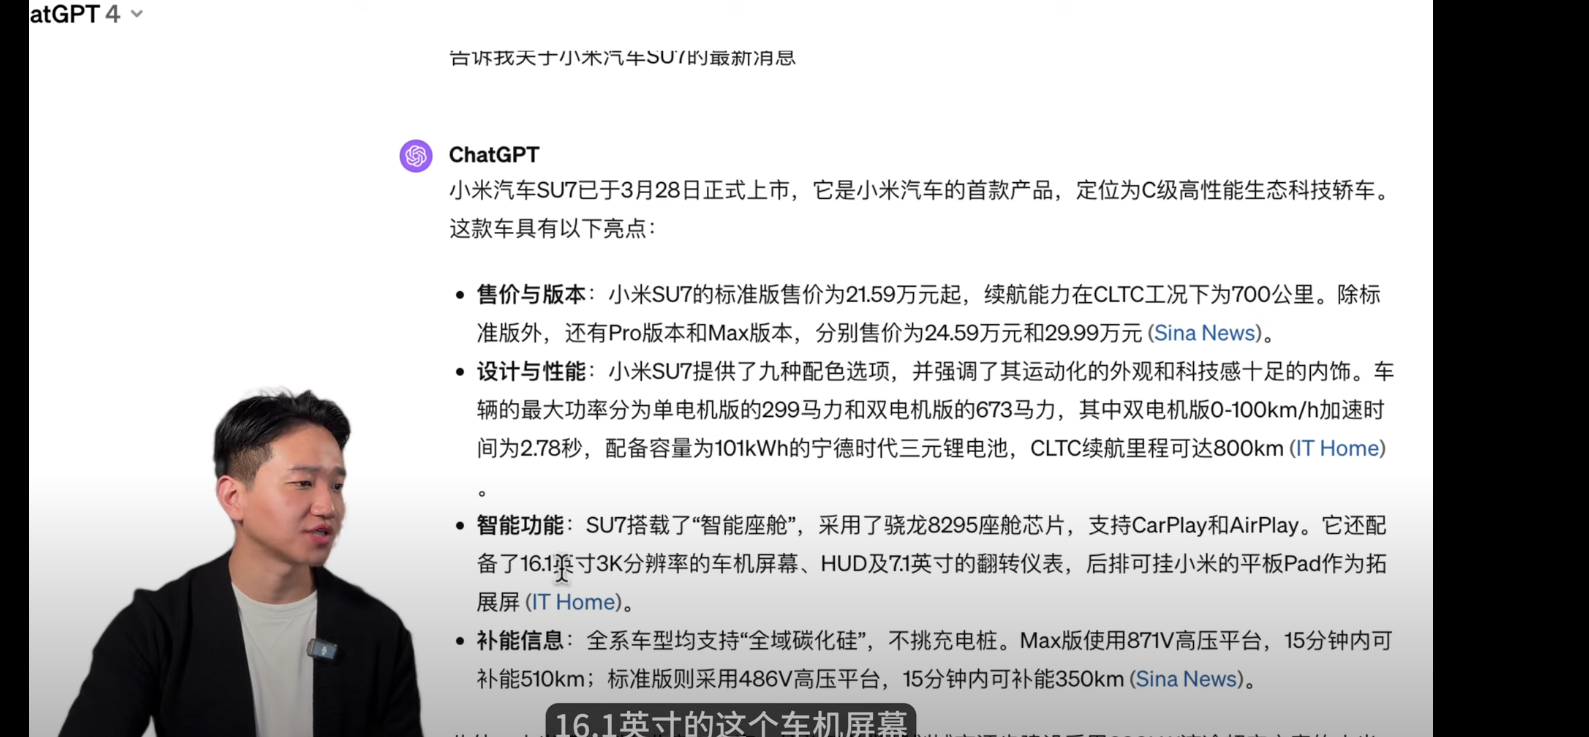 atGPT 4
告诉我关于小米汽车SU7的最新消息
ChatGPT
小米汽车SU7已于3月28日正式上市，它是小米汽车的首款产品，定位为C级高性能生态科技轿车。
这款车具有以下亮点：
• 售价与版本：小米SU7的标准版售价为21.59万元起，续航能力在CLTC工况下为700公里。除标
准版外，还有Pro版本和Max版本，分别售价为24.59万元和29.99万元 (Sina News)。
• 设计与性能：小米SU7提供了九种配色选项，并强调了其运动化的外观和科技感十足的内饰。车
辆的最大功率分为单电机版的299马力和双电机版的673马力，其中双电机版0-100km/h加速时
间为2.78秒，配备容量为101kWh的宁德时代三元锂电池，CLTC续航里程可达800km (IT Home)
。
• 智能功能：SU7搭载了“智能座舱”，采用了骁龙8295座舱芯片，支持CarPlay和AirPlay。它还配
备了16.1英寸3K分辨率的车机屏幕、HUD及7.1英寸的翻转仪表，后排可挂小米的平板Pad作为拓
展屏 (IT Home)。
• 补能信息：全系车型均支持“全域碳化硅”，不挑充电桩。Max版使用871V高压平台，15分钟内可
补能510km；标准版则采用486V高压平台，15分钟内可补能350km (Sina News)。
16.1英寸的这个车机屏幕